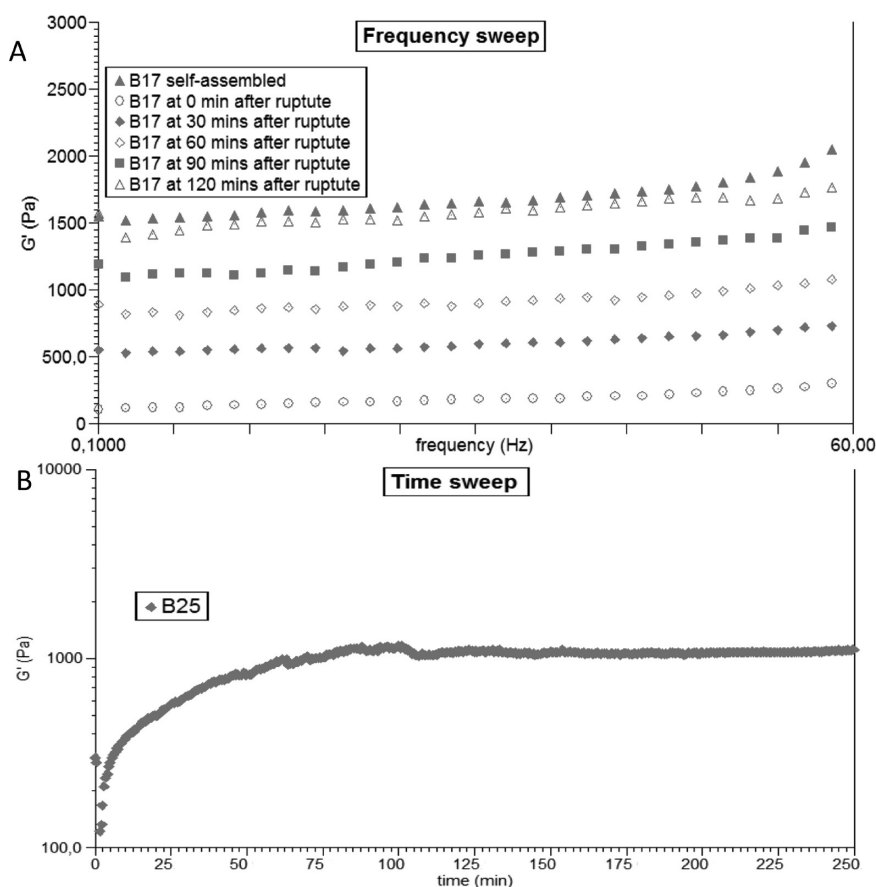 A
Frequency sweep
3000
2500
2000
1500
1000
500,0
0
G' (Pa)
B17 self-assembled
B17 at 0 min after ruptute
B17 at 30 mins after ruptute
B17 at 60 mins after ruptute
B17 at 90 mins after ruptute
B17 at 120 mins after ruptute
0,1000 frequency (Hz) 60,00
B
Time sweep
10000
1000
100,0
G' (Pa)
B25
0 25 50 75 100 125 150 175 200 225 250
time (min)